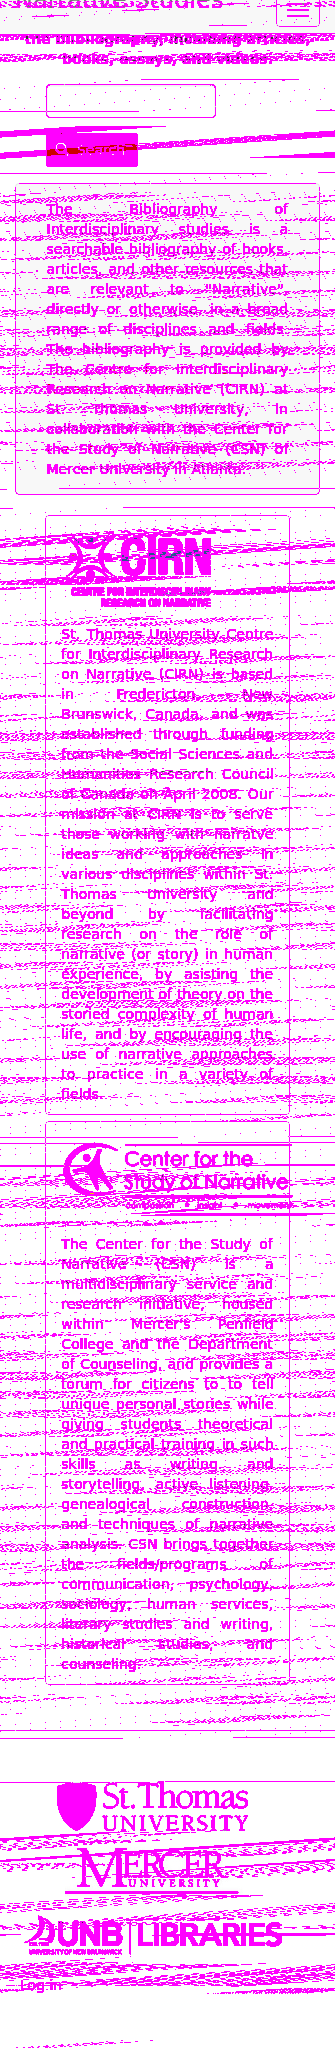 Narrative Studies
the bibliography, including articles,
books, essays, and videos.
The Bibliography of
Interdisciplinary studies is a
searchable bibliography of books,
articles, and other resources that
are relevant to "Narrative",
directly or otherwise, in a broad
range of disciplines and fields.
The bibliography is provided by
The Centre for Interdisciplinary
Research on Narrative (CIRN) at
St. Thomas University, in
collaboration with the Center for
the Study of Narrative (CSN) of
Mercer University in Atlanta.
CIRN
CENTRE FOR INTERDISCIPLINARY
RESEARCH ON NARRATIVE
St. Thomas University Centre
for Interdisciplinary Research
on Narrative (CIRN) is based
in Fredericton, New
Brunswick, Canada, and was
established through funding
from the Social Sciences and
Humanities Research Council
of Canada on April 2008. Our
mission at CIRN is to serve
those working with narratve
ideas and approaches in
various disciplines within St.
Thomas University and
beyond by facilitating
research on the role of
narrative (or story) in human
experience, by asisting the
development of theory on the
storied complexity of human
life, and by encouraging the
use of narrative approaches
to practice in a variety of
fields.
Center for the
Study of Narrative
The Center for the Study of
Narrative (CSN) is a
multidisciplinary service and
research initiative, housed
within Mercer's Penfield
College and the Department
of Counseling, and provides a
forum for citizens to to tell
unique personal stories while
giving students theoretical
and practical training in such
skills as writing and
storytelling, active listening,
genealogical construction,
and techniques of narrative
analysis. CSN brings together
the fields/programs of
communication, psychology,
sociology, human services,
literary studies and writing,
historical studies, and
counseling.
St. Thomas
UNIVERSITY
MERCER
UNIVERSITY
UNB LIBRARIES
UNIVERSITY OF NEW BRUNSWICK
Log in